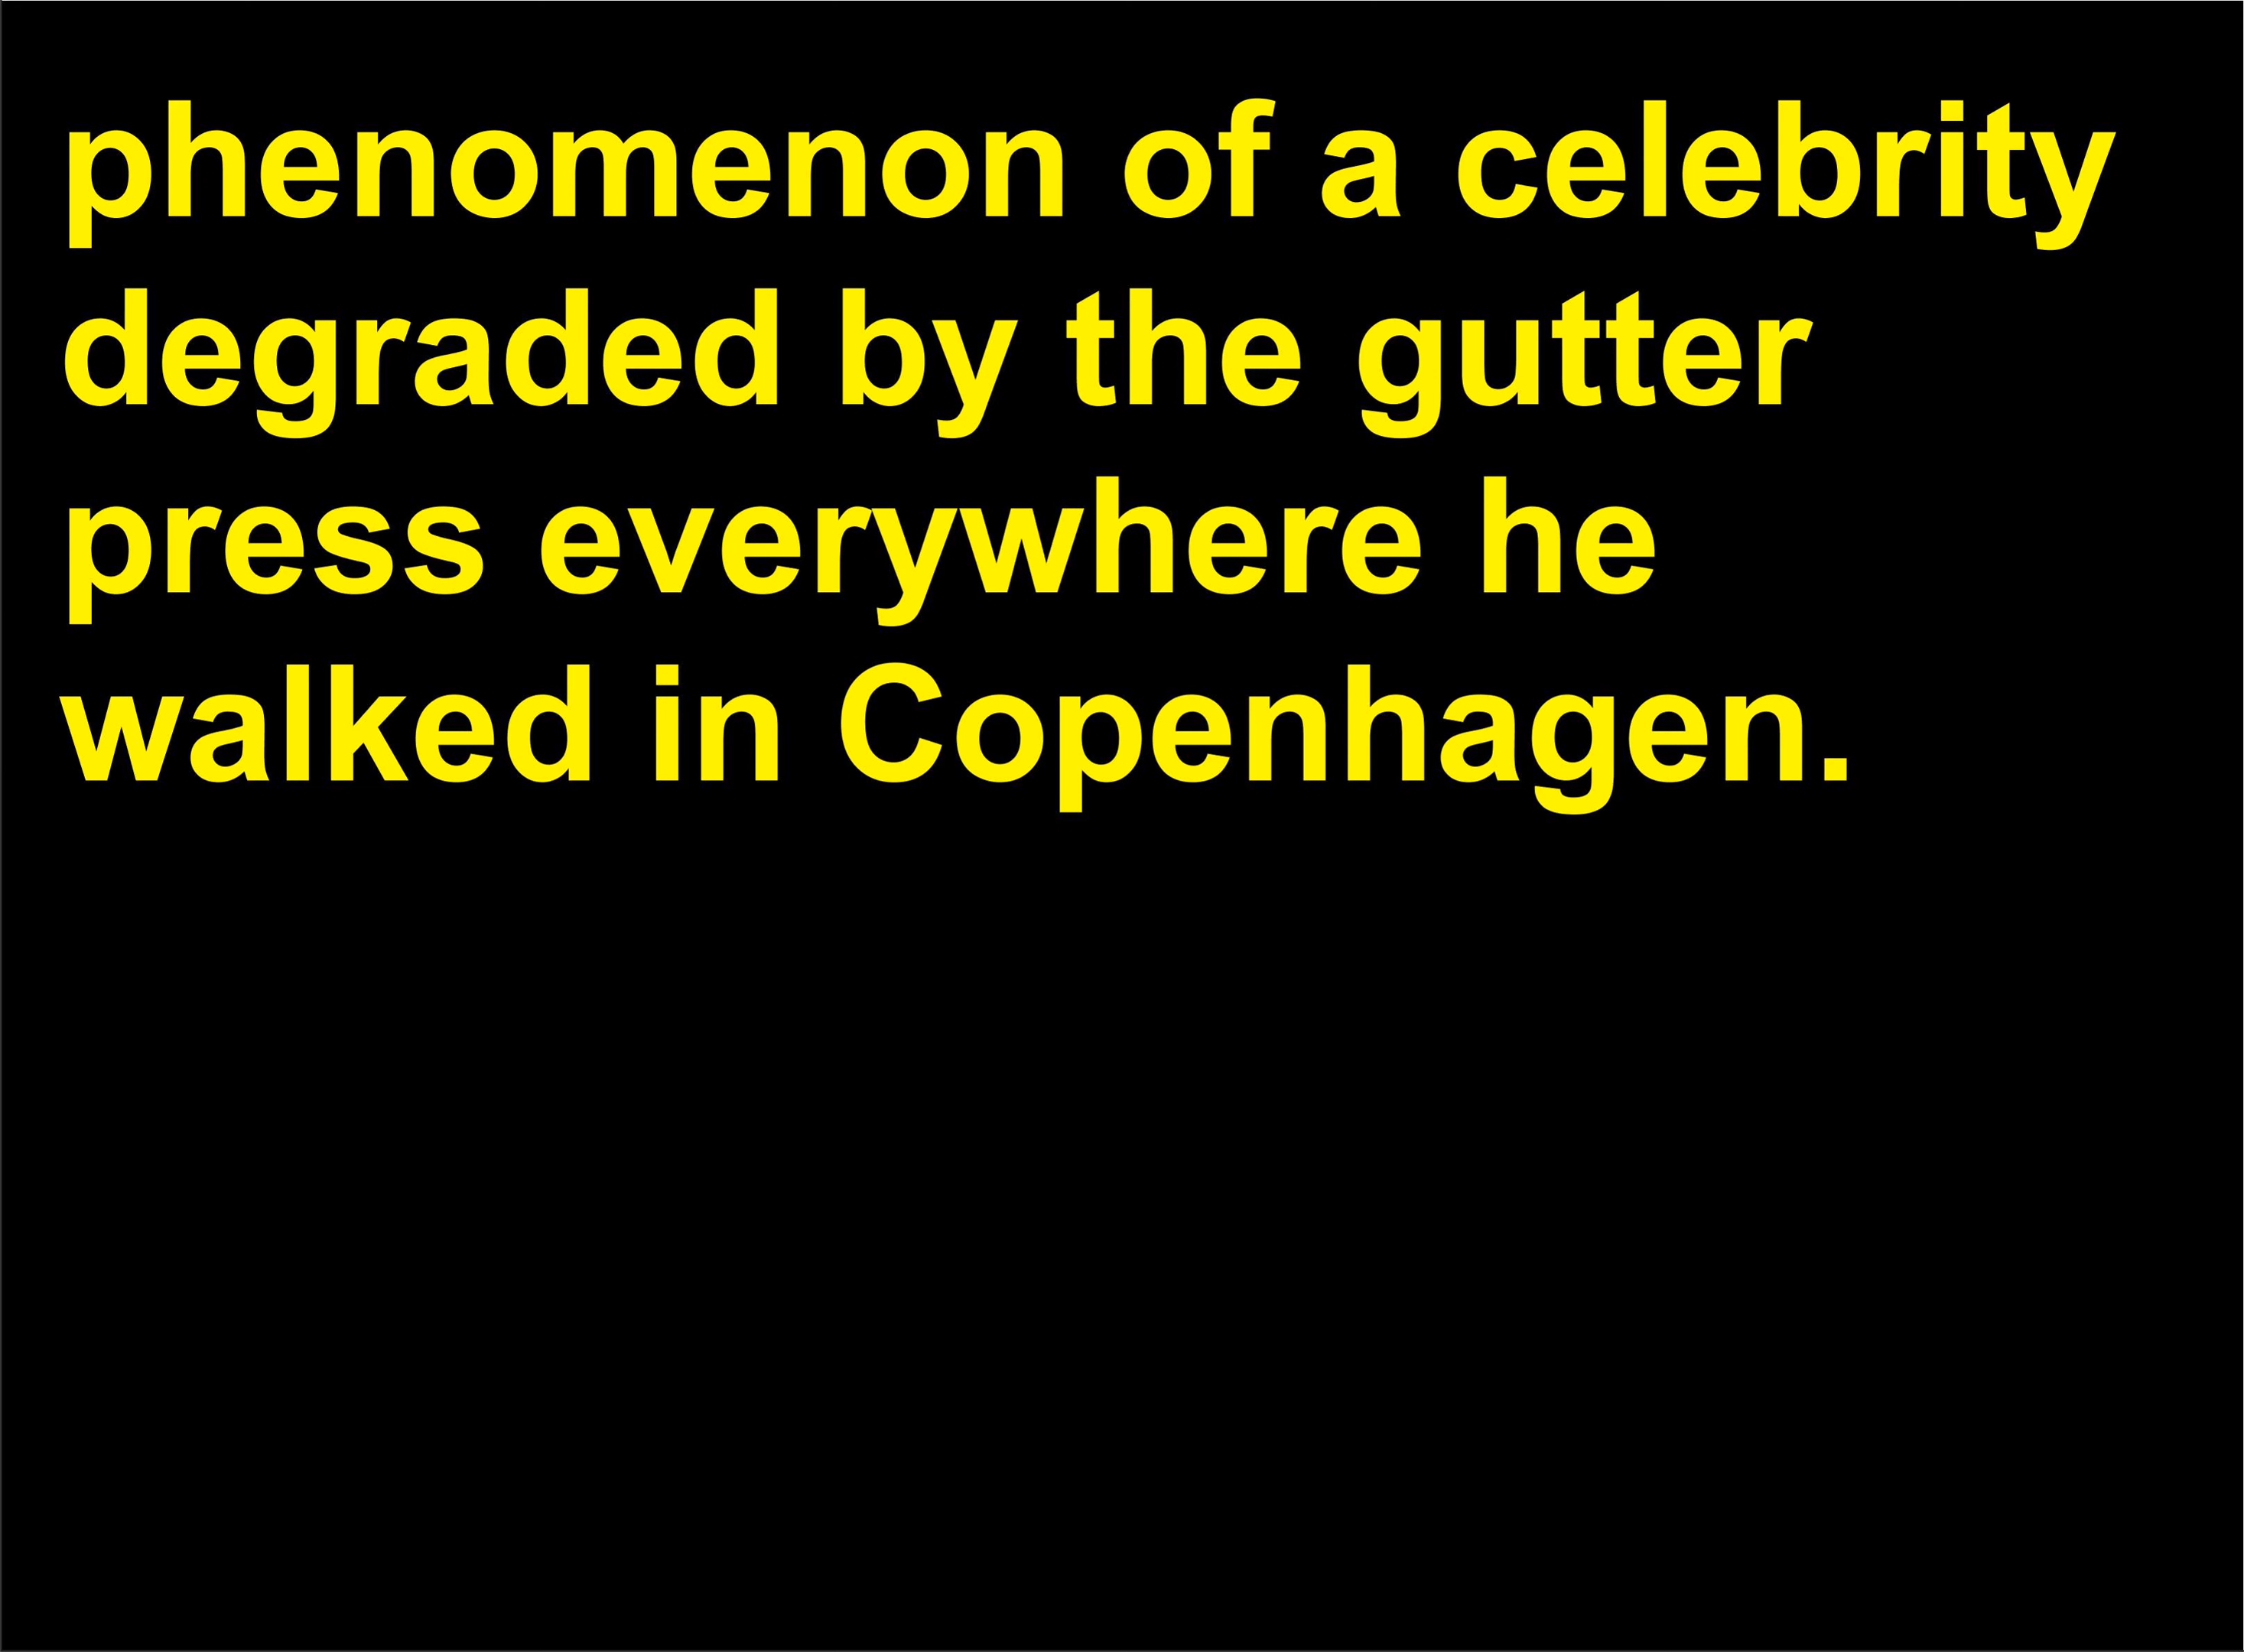 phenomenon of a celebrity
degraded by the gutter
press everywhere he
walked in Copenhagen.